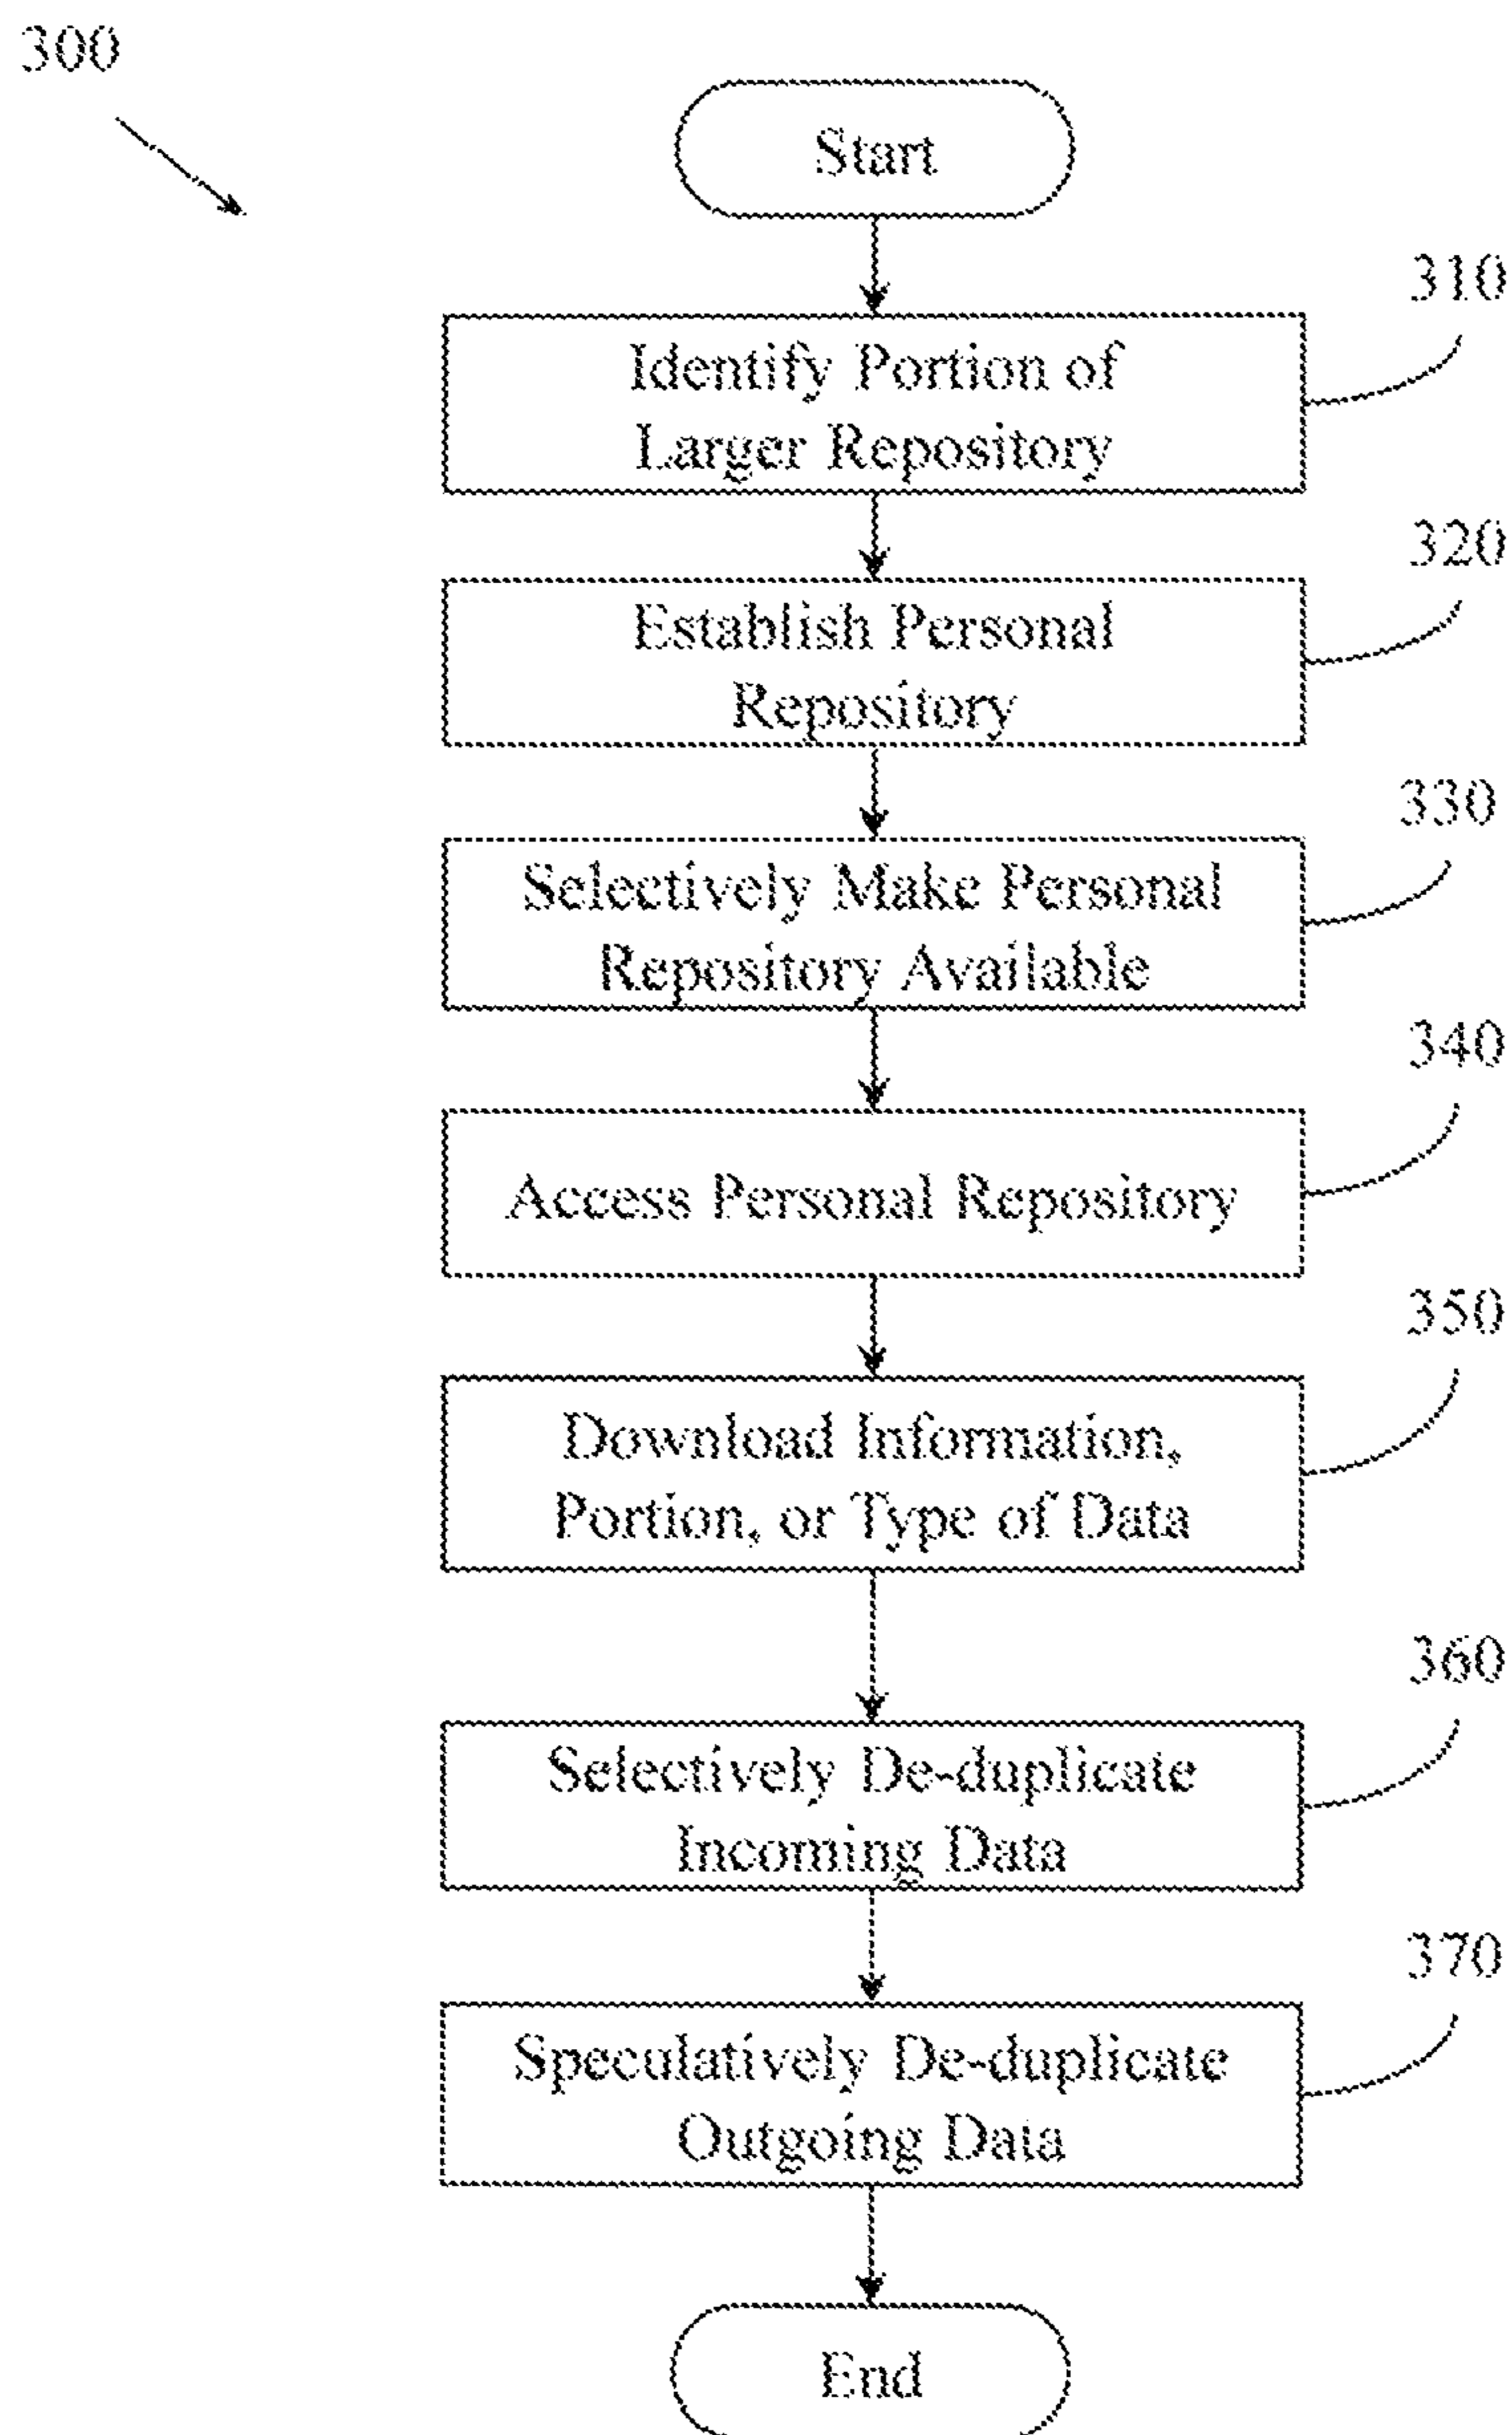 300
Start
310
Identify Portion of
Larger Repository
320
Establish Personal
Repository
330
Selectively Make Personal
Repository Available
340
Access Personal Repository
350
Download Information,
Portion, or Type of Data
360
Selectively De-duplicate
Incoming Data
370
Speculatively De-duplicate
Outgoing Data
End